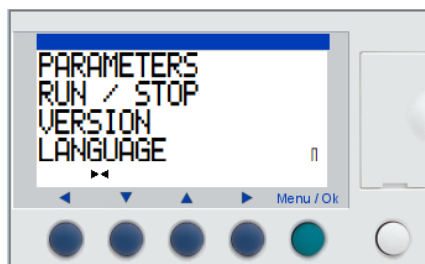 PARAMETERS
RUN / STOP
VERSION
LANGUAGE
Menu / Ok